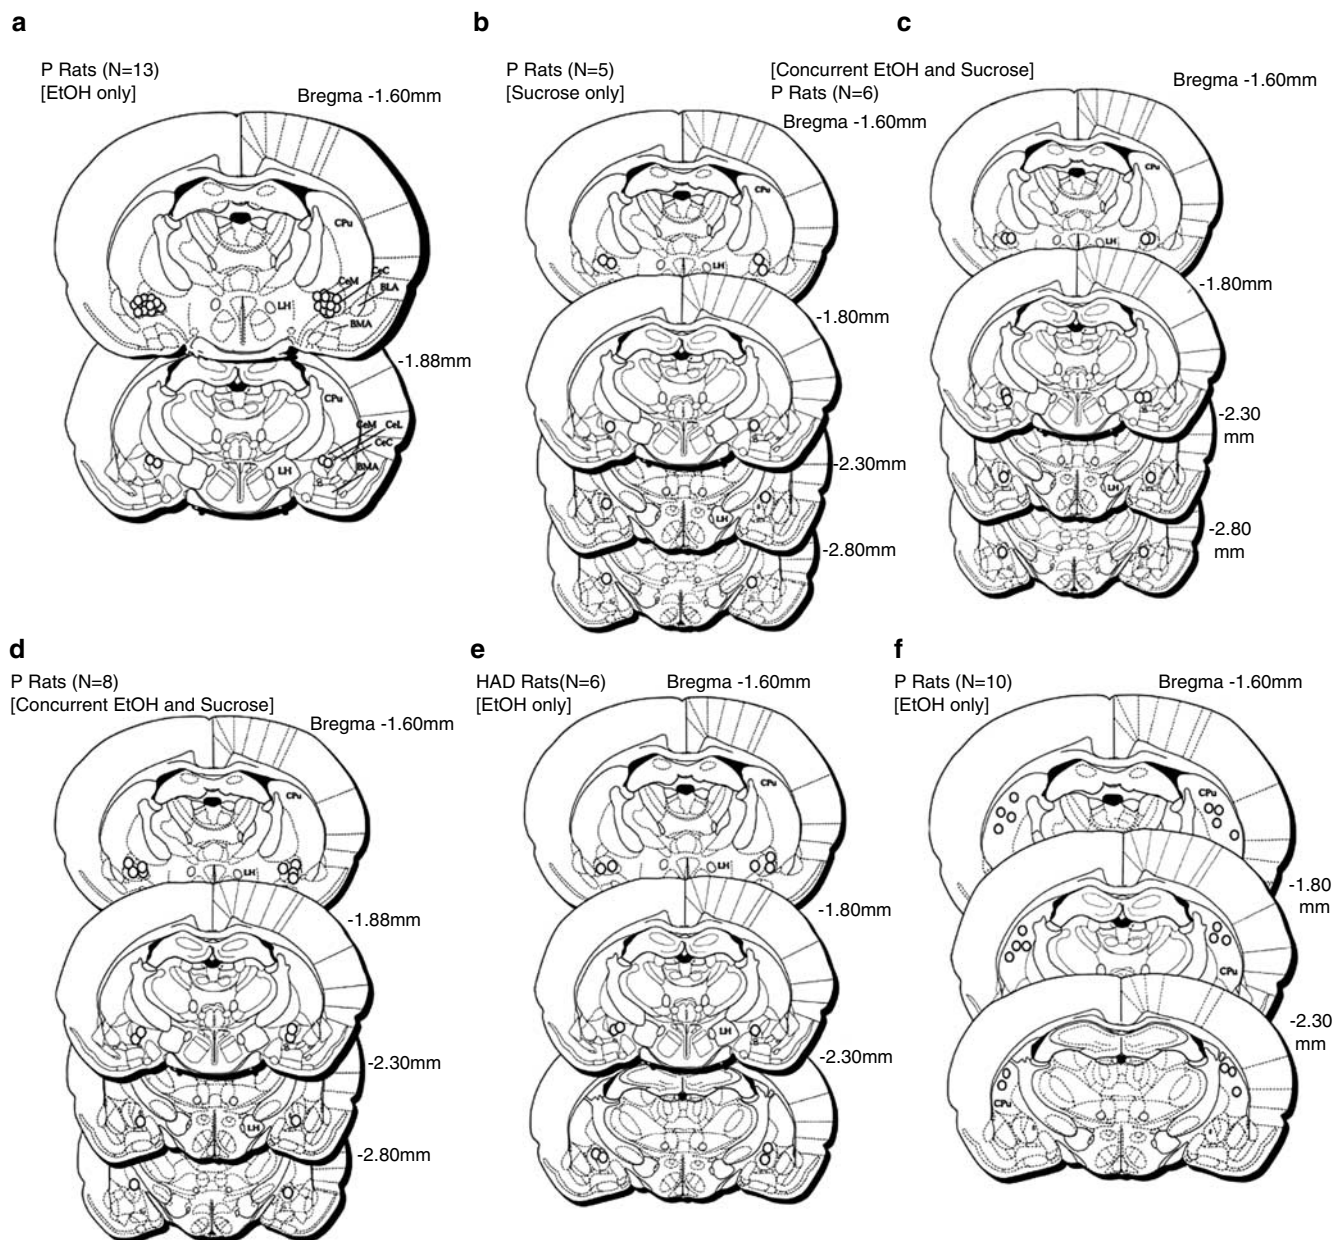 a
P Rats (N=13)
[EtOH only]
Bregma -1.60mm
CPu
CeC
CeM
BLA
LH
BMA
-1.88mm
CPu
CeM
CeL
CeC
LH
BMA
b
P Rats (N=5)
[Sucrose only]
Bregma -1.60mm
CPu
LH
-1.80mm
-2.30mm
LH
-2.80mm
c
[Concurrent EtOH and Sucrose]
P Rats (N=6)
Bregma -1.60mm
CPu
LH
-1.80mm
-2.30
mm
LH
-2.80
mm
d
P Rats (N=8)
[Concurrent EtOH and Sucrose]
Bregma -1.60mm
CPu
LH
-1.88mm
-2.30mm
LH
-2.80mm
e
HAD Rats(N=6)
[EtOH only]
Bregma -1.60mm
CPu
LH
-1.80mm
LH
-2.30mm
f
P Rats (N=10)
[EtOH only]
Bregma -1.60mm
CPu
-1.80
mm
CPu
-2.30
mm
CPu